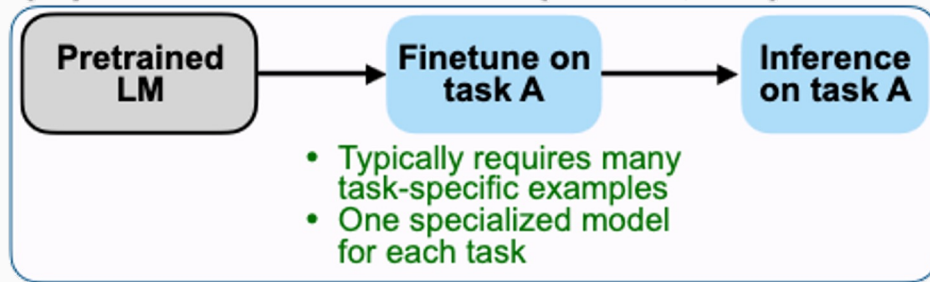 Pretrained
LM
Finetune on
task A
Inference
on task A
• Typically requires many
task-specific examples
• One specialized model
for each task